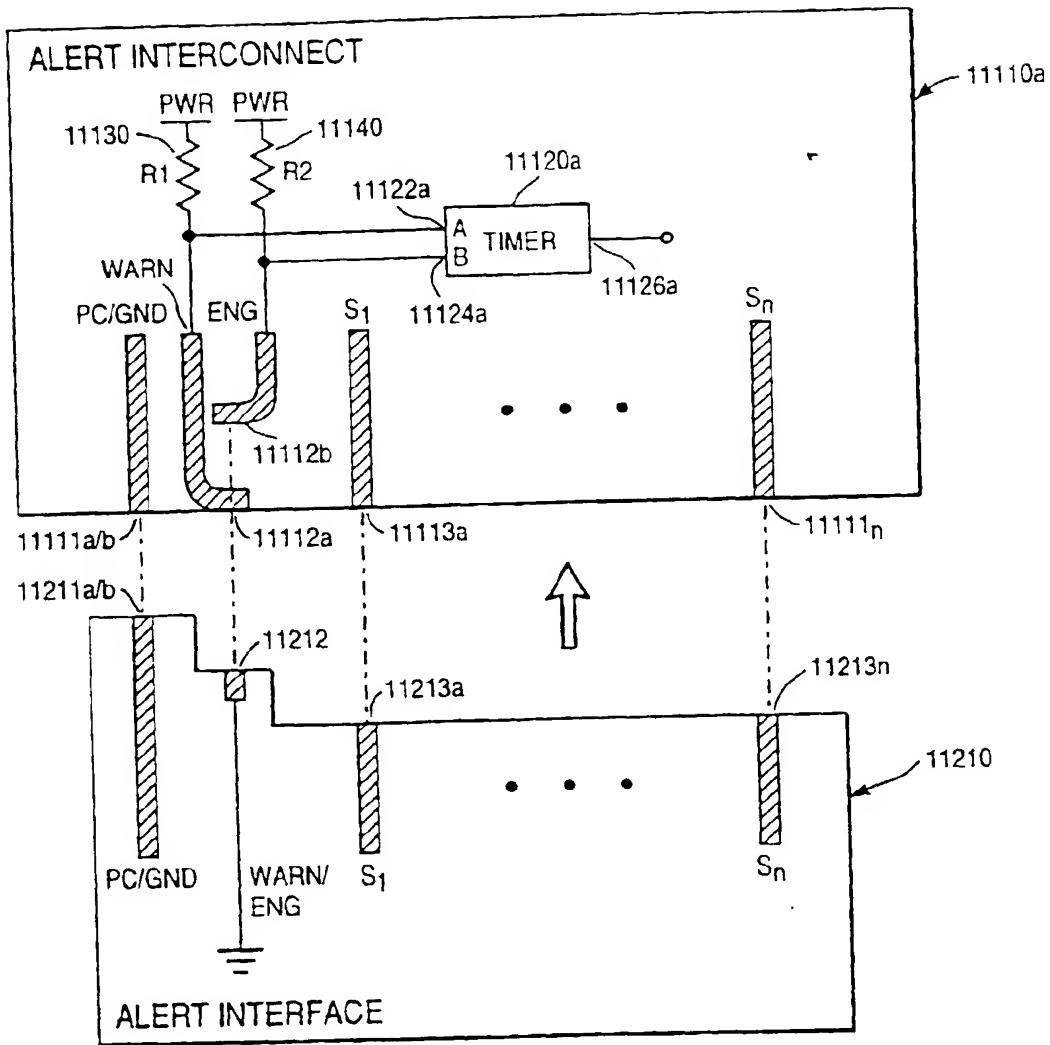 ALERT INTERCONNECT
11110a
PWR PWR
11130 11140
R1 R2
11120a
11122a
A
TIMER
B
WARN
11124a
11126a
PC/GND ENG S1 Sn
11112b
11111a/b 11112a 11113a 11111n
11211a/b
11212
11213a 11213n
11210
PC/GND WARN/ S1 Sn
ENG
ALERT INTERFACE